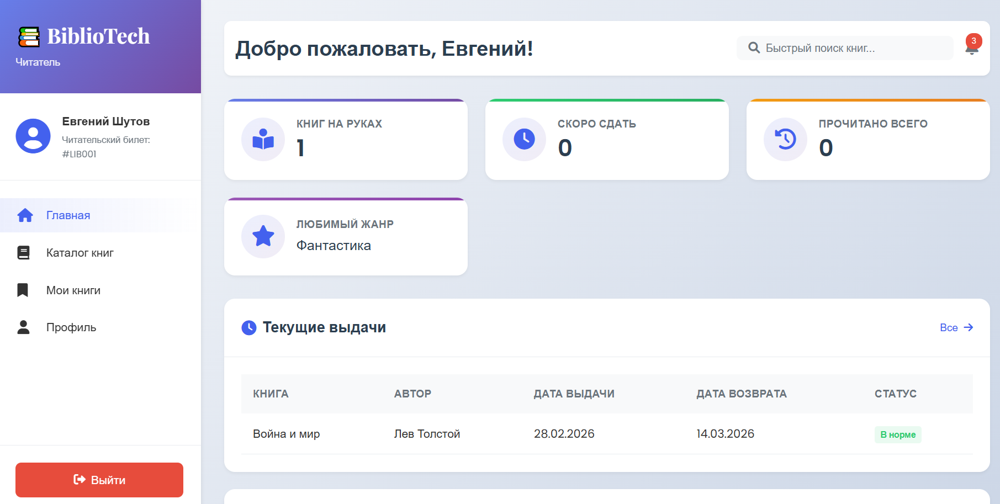 BiblioTech
Читатель
Евгений Шутов
Читательский билет:
#LIB001
Главная
Каталог книг
Мои книги
Профиль
Выйти
Добро пожаловать, Евгений!
Быстрый поиск книг...
3
КНИГ НА РУКАХ
1
СКОРО СДАТЬ
0
ПРОЧИТАНО ВСЕГО
0
ЛЮБИМЫЙ ЖАНР
Фантастика
Текущие выдачи
Все
КНИГА АВТОР ДАТА ВЫДАЧИ ДАТА ВОЗВРАТА СТАТУС
Война и мир Лев Толстой 28.02.2026 14.03.2026 В норме